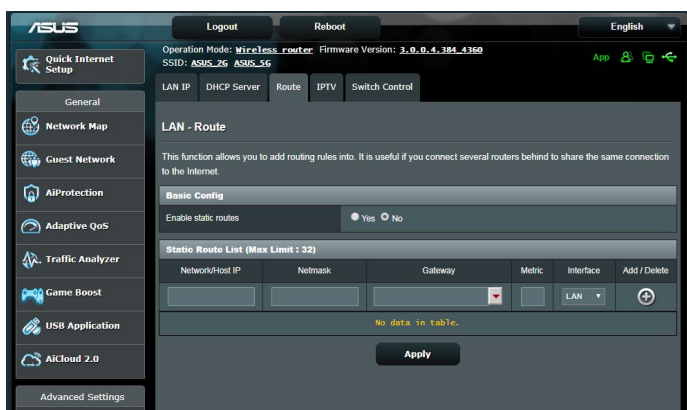 ASUS
Logout
Reboot
English
Quick Internet Setup
Operation Mode: Wireless router Firmware Version: 3.0.0.4.384_4360
SSID: ASUS_2G ASUS_5G
App
General
Network Map
Guest Network
AiProtection
Adaptive QoS
Traffic Analyzer
Game Boost
USB Application
AiCloud 2.0
Advanced Settings
LAN IP DHCP Server Route IPTV Switch Control
LAN - Route
This function allows you to add routing rules into. It is useful if you connect several routers behind to share the same connection
to the Internet.
Basic Config
Enable static routes Yes No
Static Route List (Max Limit : 32)
Network/Host IP Netmask Gateway Metric Interface Add / Delete
LAN
No data in table.
Apply